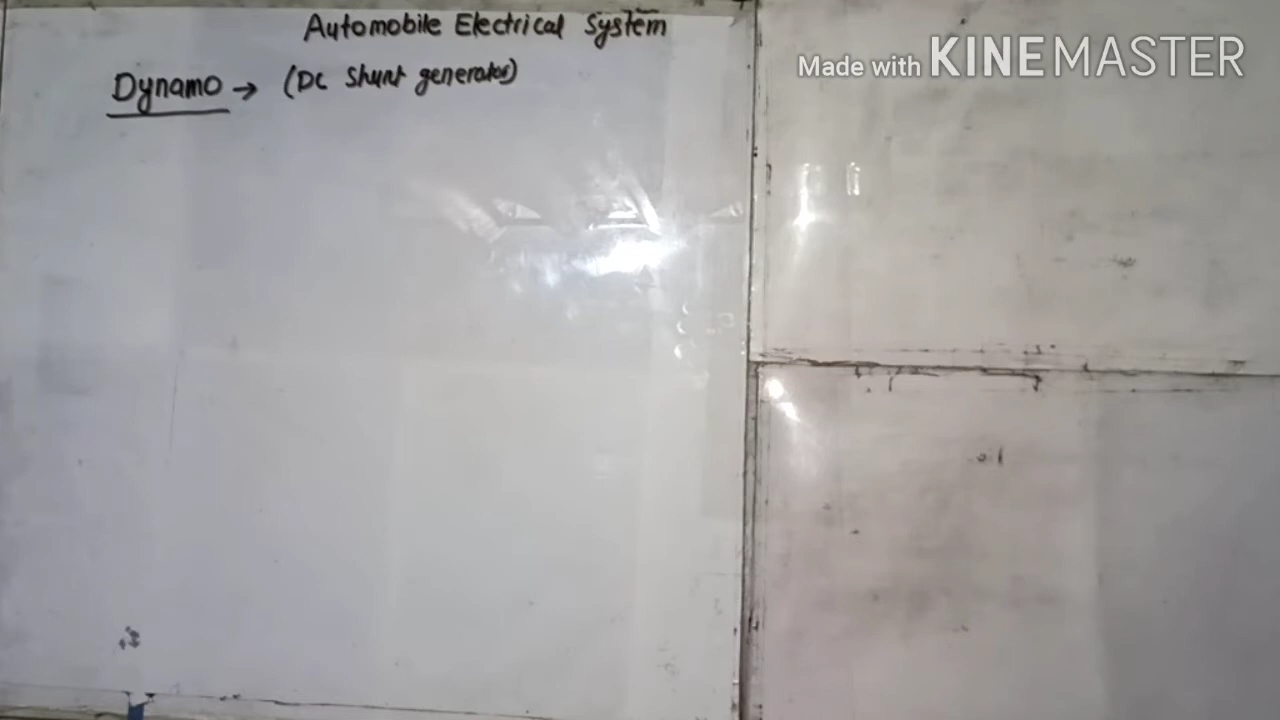 Automobile Electrical System
Made with KINEMASTER
Dynamo → (DC Shunt generator)